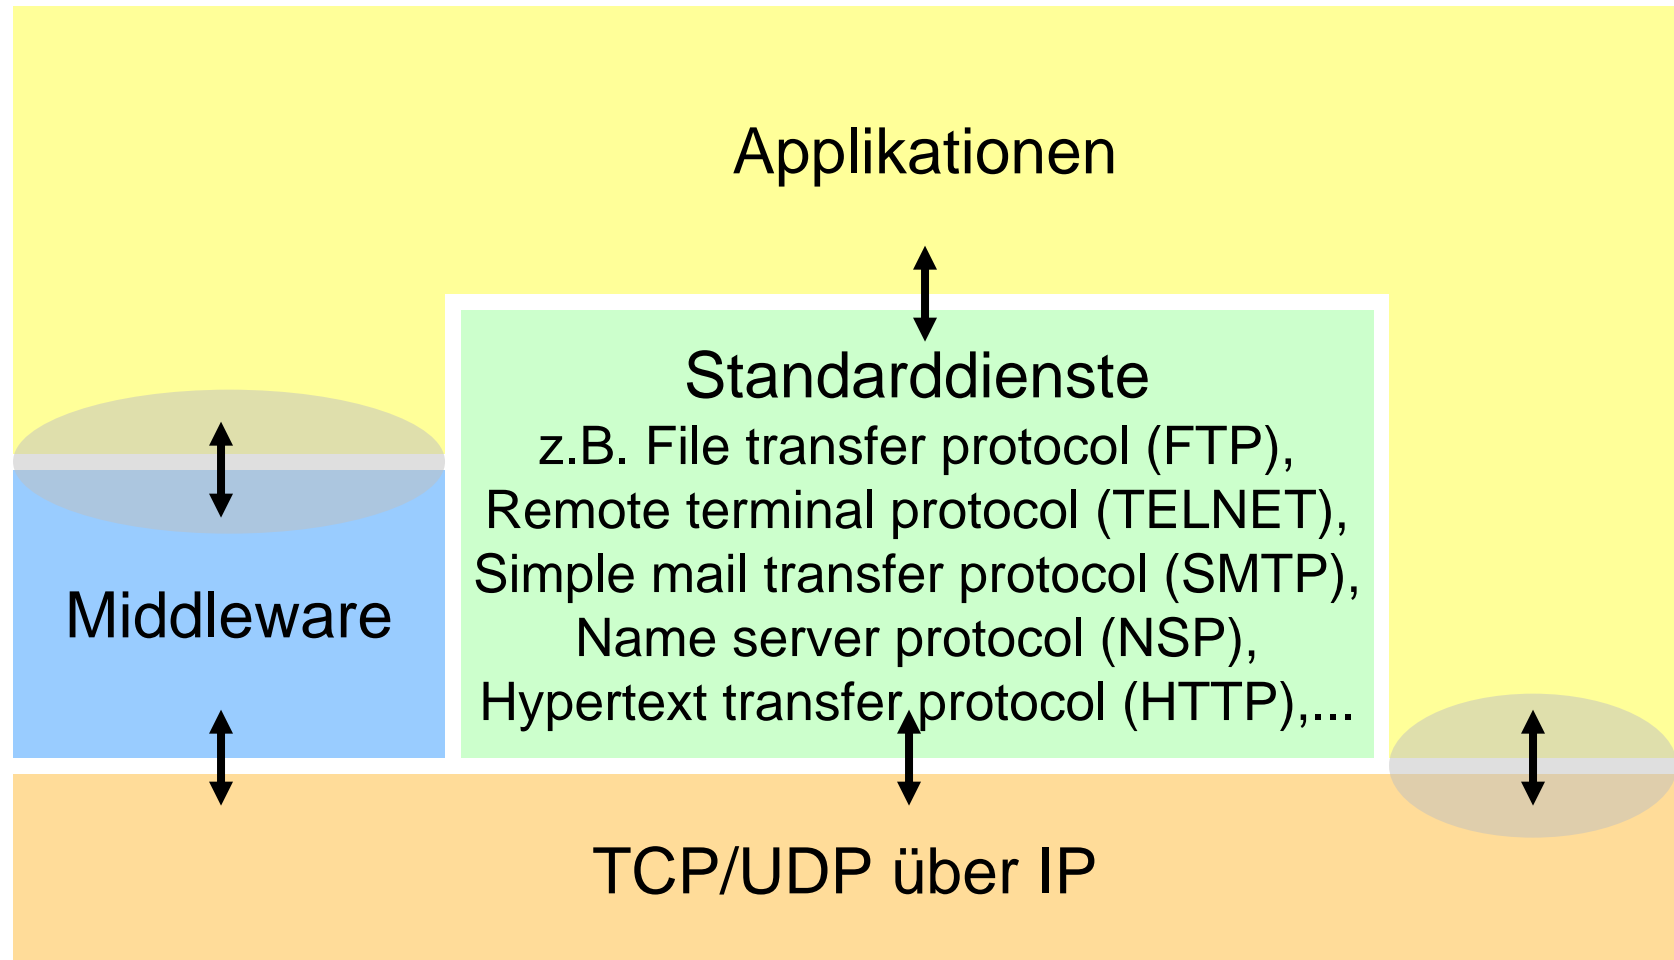 Applikationen
Standarddienste
z.B. File transfer protocol (FTP),
Remote terminal protocol (TELNET),
Simple mail transfer protocol (SMTP),
Name server protocol (NSP),
Hypertext transfer protocol (HTTP),...
Middleware
TCP/UDP über IP